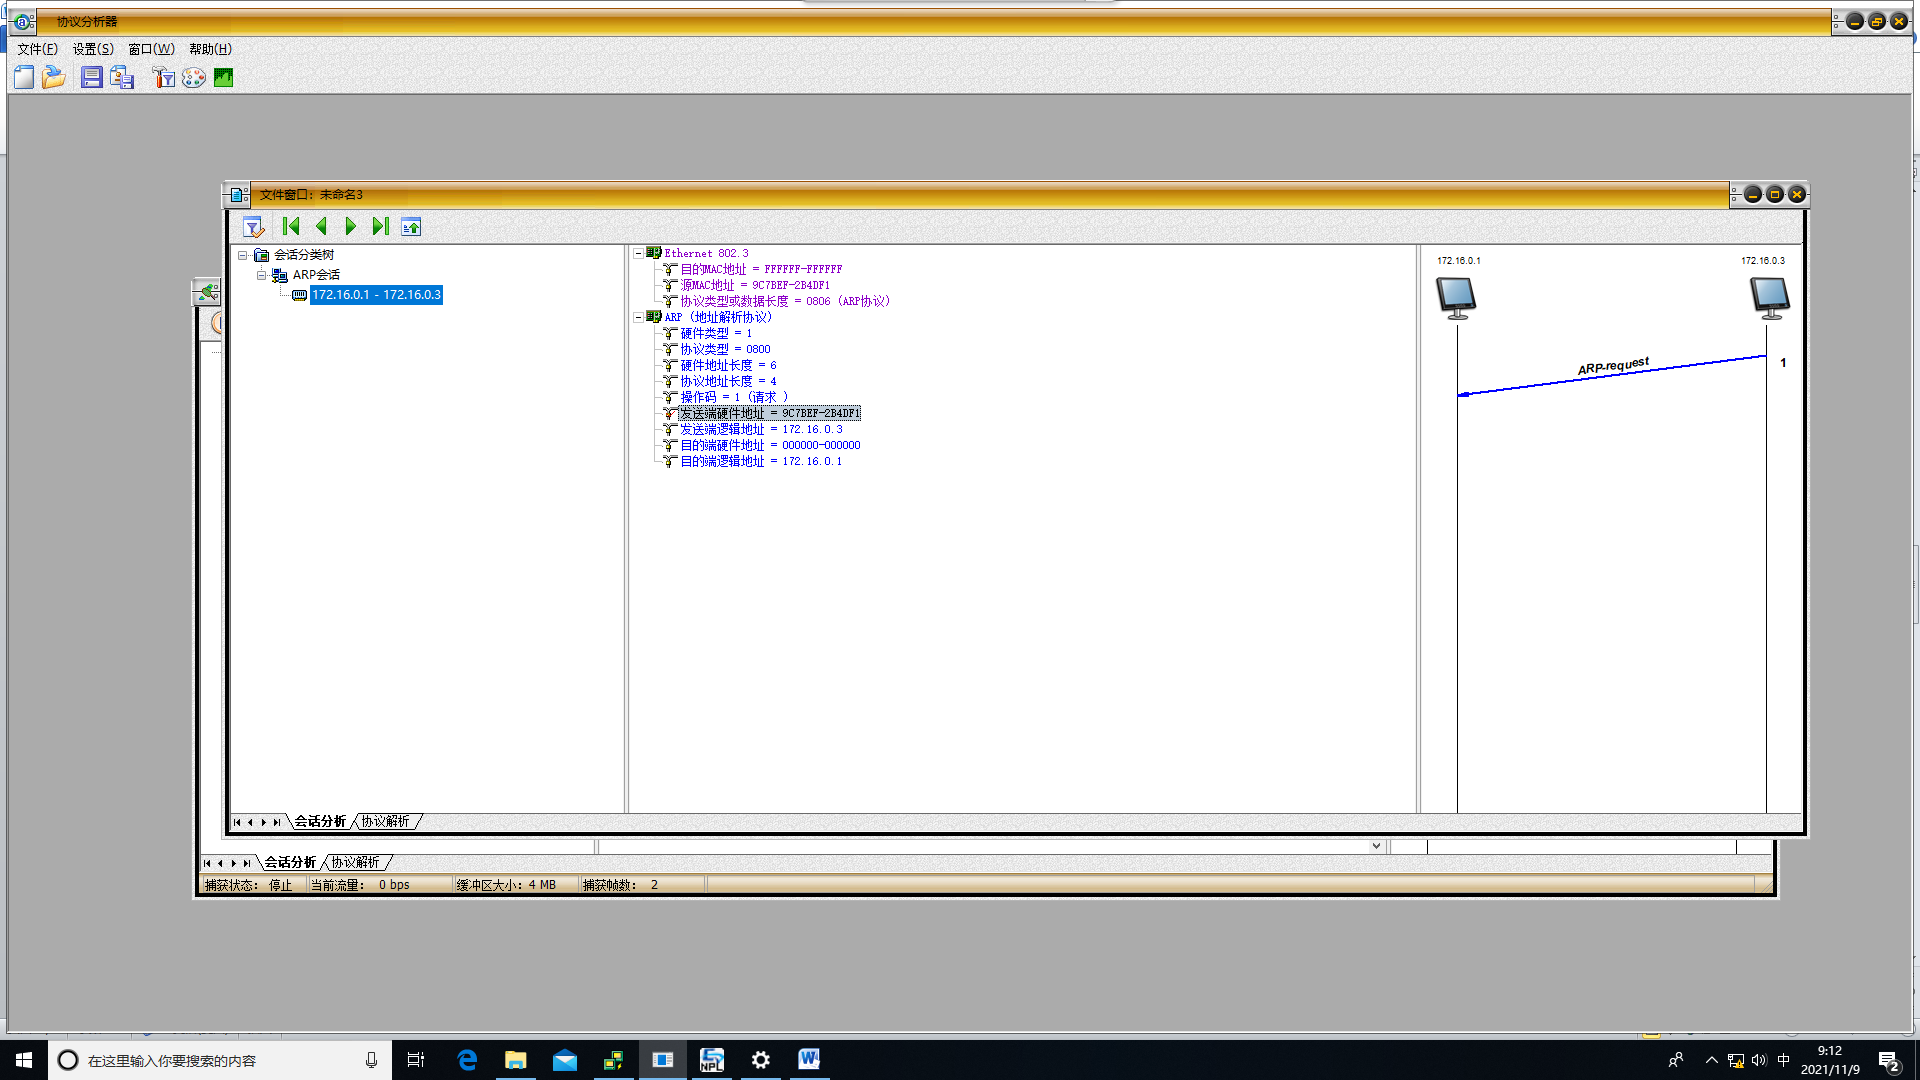 协议分析器
文件(F) 设置(S) 窗口(W) 帮助(H)
文件窗口: 未命名3
会话分类树
ARP会话
172.16.0.1 - 172.16.0.3
Ethernet 802.3
目的MAC地址 = FFFFFF-FFFFFF
源MAC地址 = 9C7BEF-2B4DF1
协议类型或数据长度 = 0806 (ARP协议)
ARP (地址解析协议)
硬件类型 = 1
协议类型 = 0800
硬件地址长度 = 6
协议地址长度 = 4
操作码 = 1 (请求 )
发送端硬件地址 = 9C7BEF-2B4DF1
发送端逻辑地址 = 172.16.0.3
目的端硬件地址 = 000000-000000
目的端逻辑地址 = 172.16.0.1
172.16.0.1 172.16.0.3
ARP-request 1
会话分析 协议解析
会话分析 协议解析
捕获状态: 停止 当前流量: 0 bps 缓冲区大小: 4 MB 捕获帧数: 2
在这里输入你要搜索的内容
NPL
中
9:12
2021/11/9
2